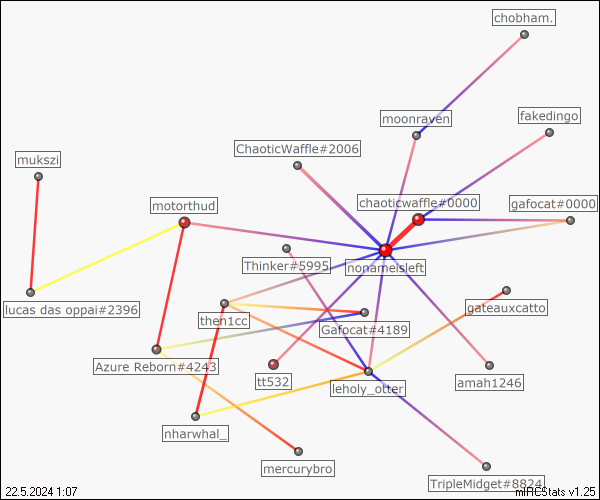 chobham.
fakedingo
moonraven
ChaoticWaffle#2006
mukszi
chaoticwaffle#0000
gafocat#0000
motorthud
Thinker#5995
nonameisleft
lucas das oppai#2396
gateauxcatto
then1cc
Gafocat#4189
Azure Reborn#4243
tt532
leholy_otter
amah1246
nharwhal_
mercurybro
TripleMidget#8824
22.5.2024 1:07
mIRCStats v1.25